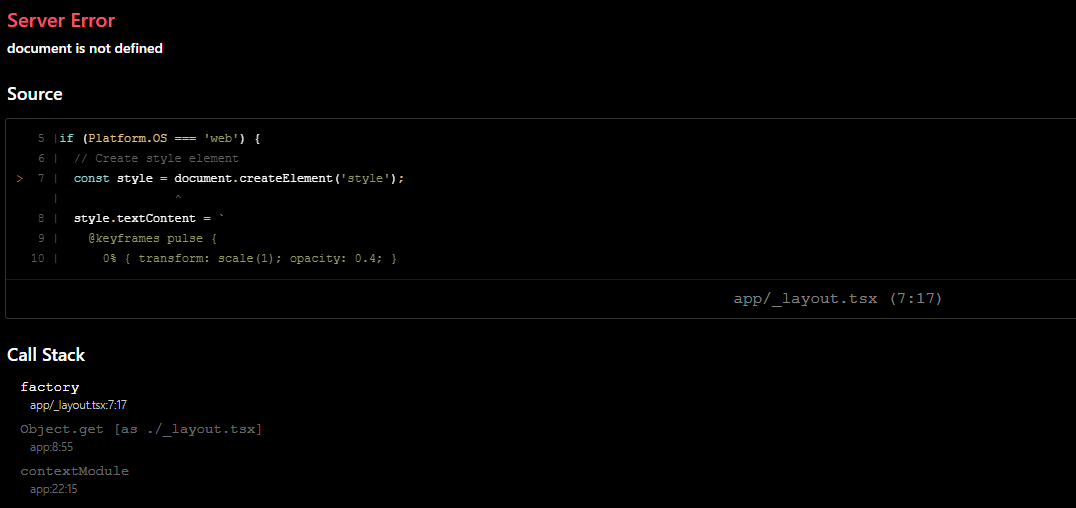 Server Error
document is not defined
Source
5 |if (Platform.OS === 'web') {
6 |  // Create style element
> 7 |  const style = document.createElement('style');
|                ^
8 |  style.textContent = `
9 |    @keyframes pulse {
10 |      0% { transform: scale(1); opacity: 0.4; }
app/_layout.tsx (7:17)
Call Stack
factory
app/_layout.tsx:7:17
Object.get [as ./_layout.tsx]
app:8:55
contextModule
app:22:15